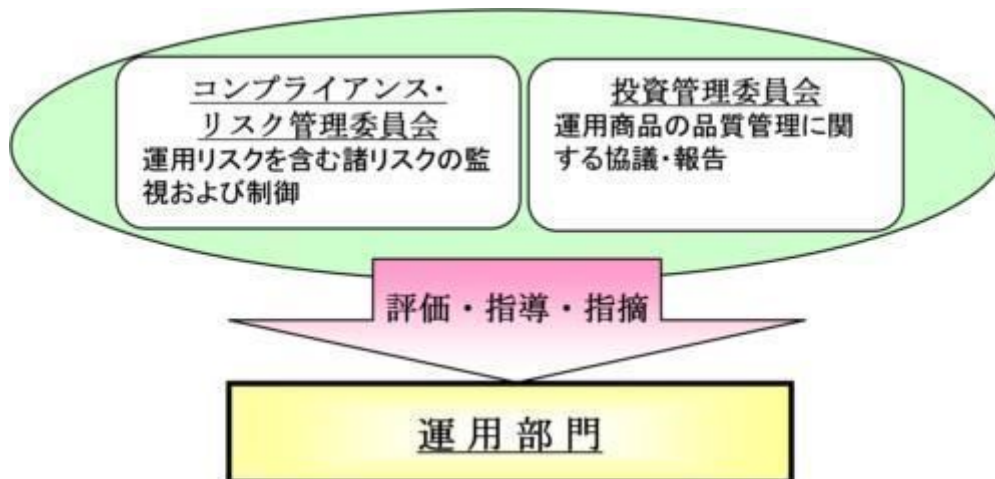 コンプライアンス・
リスク管理委員会
運用リスクを含む諸リスクの監
視および制御
投資管理委員会
運用商品の品質管理に関
する協議・報告
評価・指導・指摘
運用部門